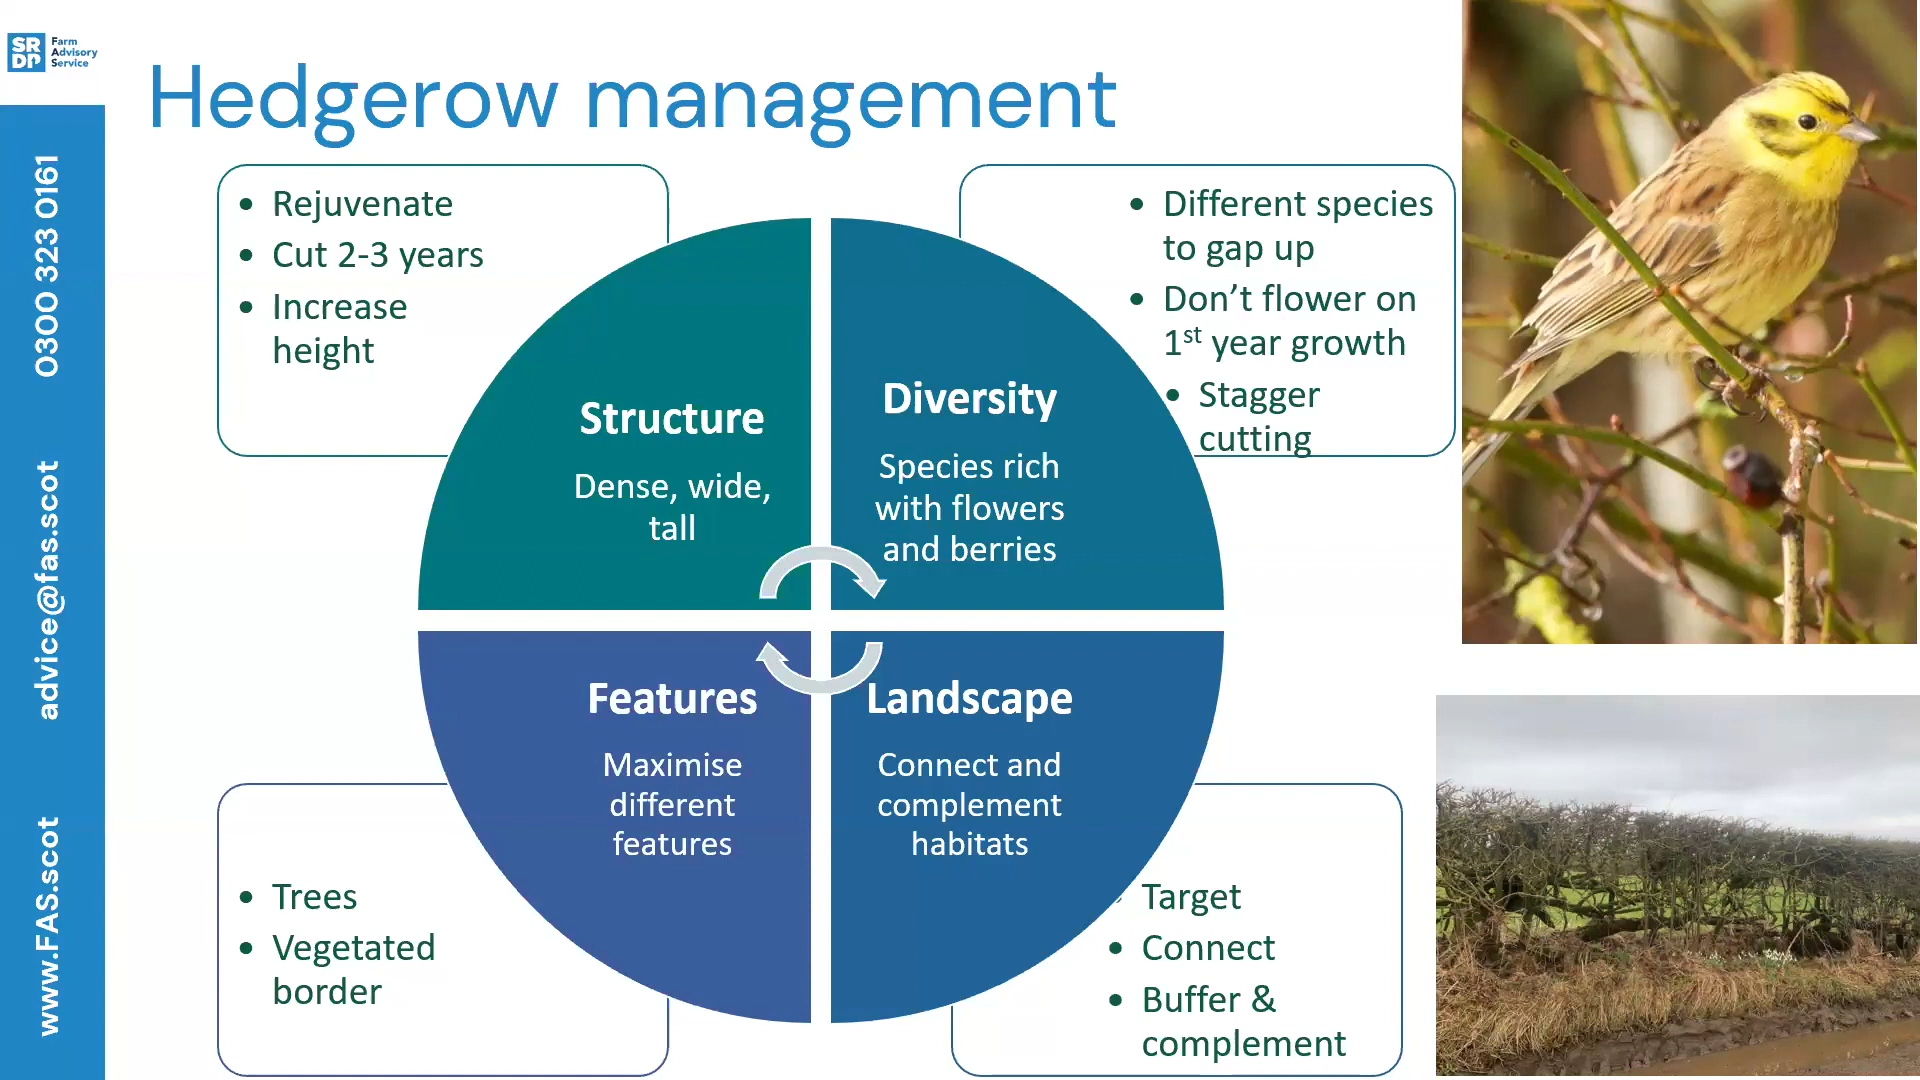 SR
DP
Farm
Advisory
Service
Hedgerow management
www.FAS.scot
advice@fas.scot
0300 323 0161
• Rejuvenate
• Cut 2-3 years
• Increase
height
• Different species
to gap up
• Don’t flower on
1st year growth
• Stagger
cutting
Structure
Dense, wide,
tall
Diversity
Species rich
with flowers
and berries
Features
Maximise
different
features
Landscape
Connect and
complement
habitats
• Trees
• Vegetated
border
• Target
• Connect
• Buffer &
complement